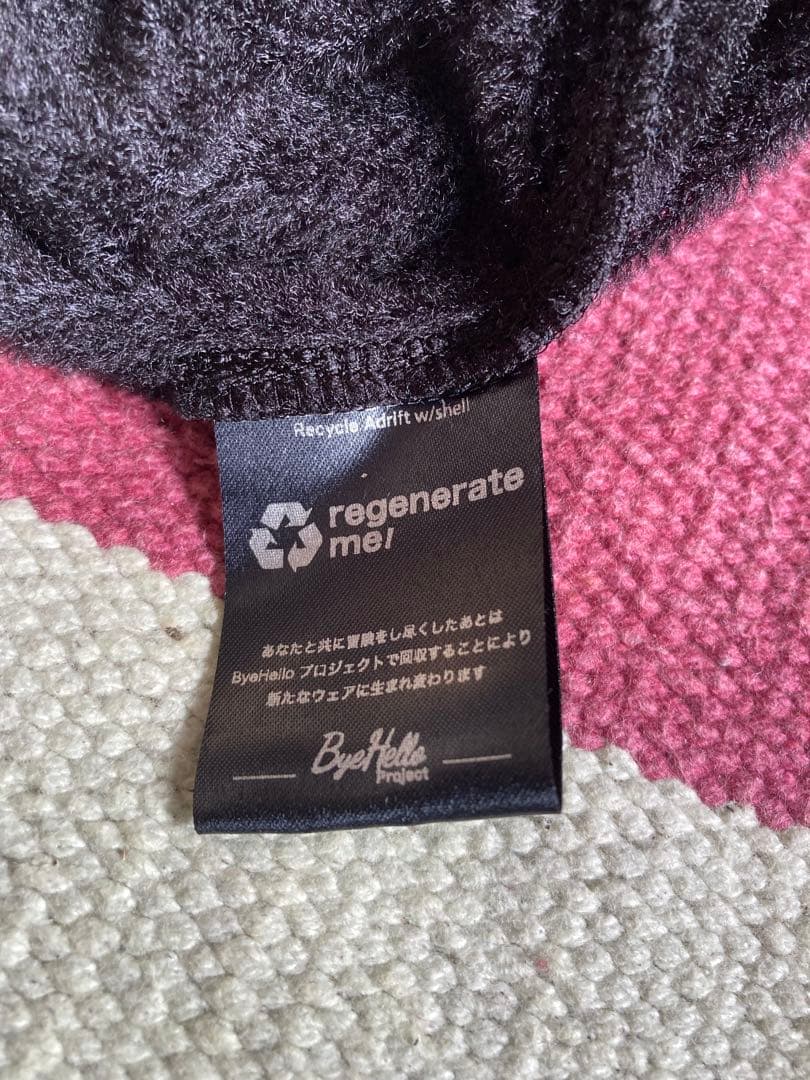 Recycle Adrift w/shell
regenerate
me!
あなたと共に冒険をし尽くしたあとは
ByeHello プロジェクトで回収することにより
新たなウェアに生まれ変わります
ByeHello
Project